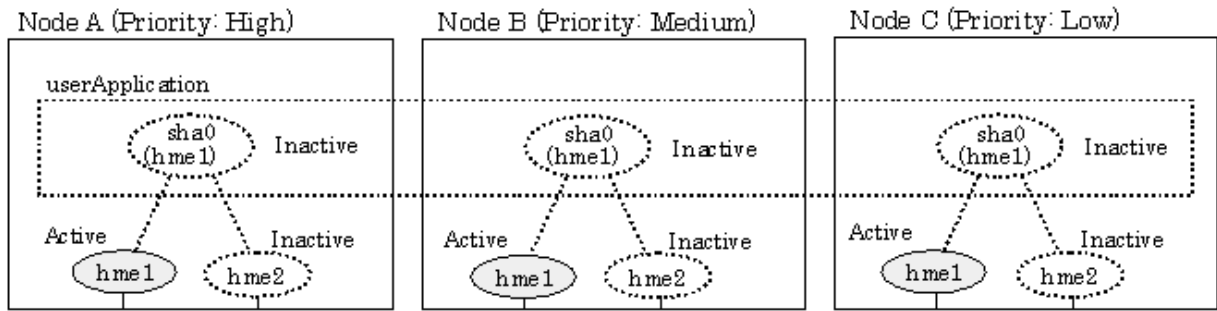 Node A (Priority: High)
Node B (Priority: Medium)
Node C (Priority: Low)
userApplication
sha0
(hme1)
Inactive
sha0
(hme1)
Inactive
sha0
(hme1)
Inactive
Active
Inactive
hme1
hme2
Active
Inactive
hme1
hme2
Active
Inactive
hme1
hme2